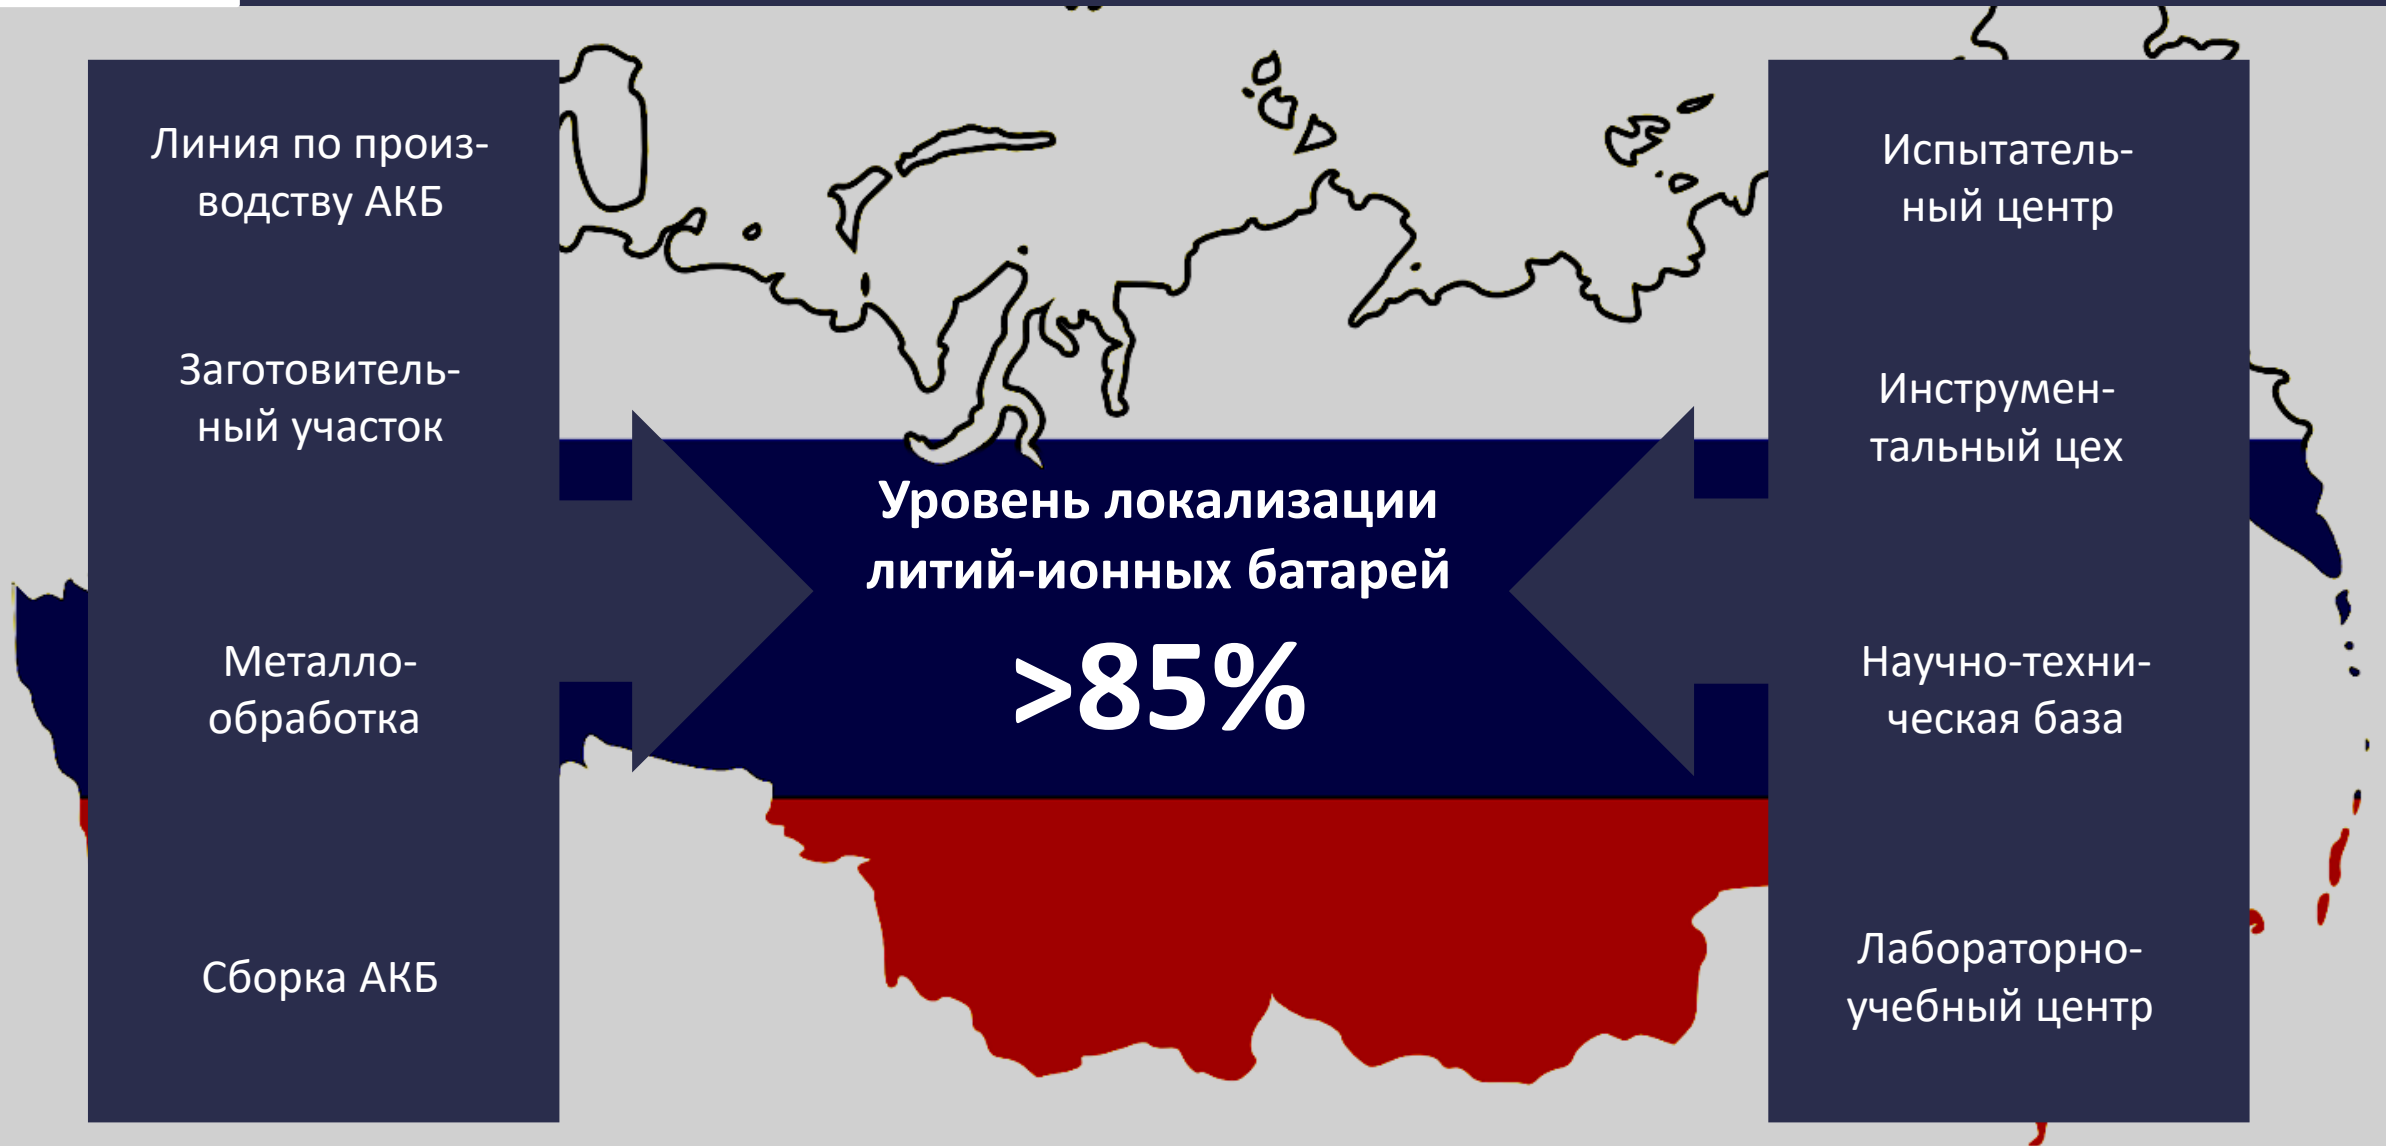 Линия по произ-
водству АКБ
Заготовитель-
ный участок
Металло-
обработка
Сборка АКБ
Уровень локализации
литий-ионных батарей
>85%
Испытатель-
ный центр
Инструмен-
тальный цех
Научно-техни-
ческая база
Лабораторно-
учебный центр